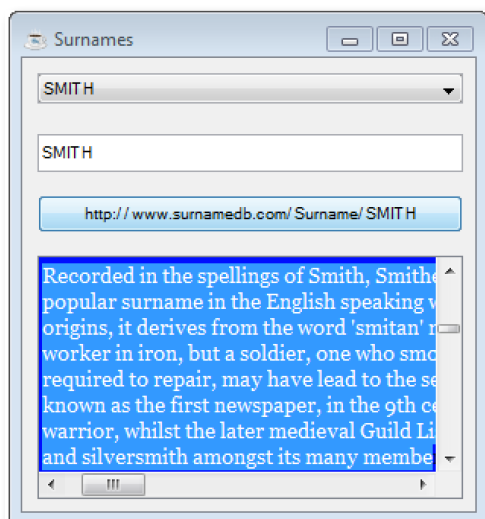 Surnames
SMITH
SMITH
http://www.surnamedb.com/Surname/SMITH
Recorded in the spellings of Smith, Smithe
popular surname in the English speaking
origins, it derives from the word 'smitan'
worker in iron, but a soldier, one who smo
required to repair, may have lead to the se
known as the first newspaper, in the 9th ce
warrior, whilst the later medieval Guild Li
and silversmith amongst its many membe